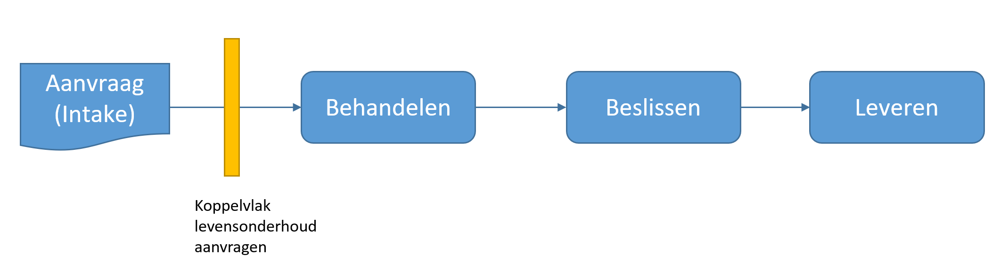 Aanvraag
(Intake)
Behandelen
Beslissen
Leveren
Koppelvlak
levensonderhoud
aanvragen